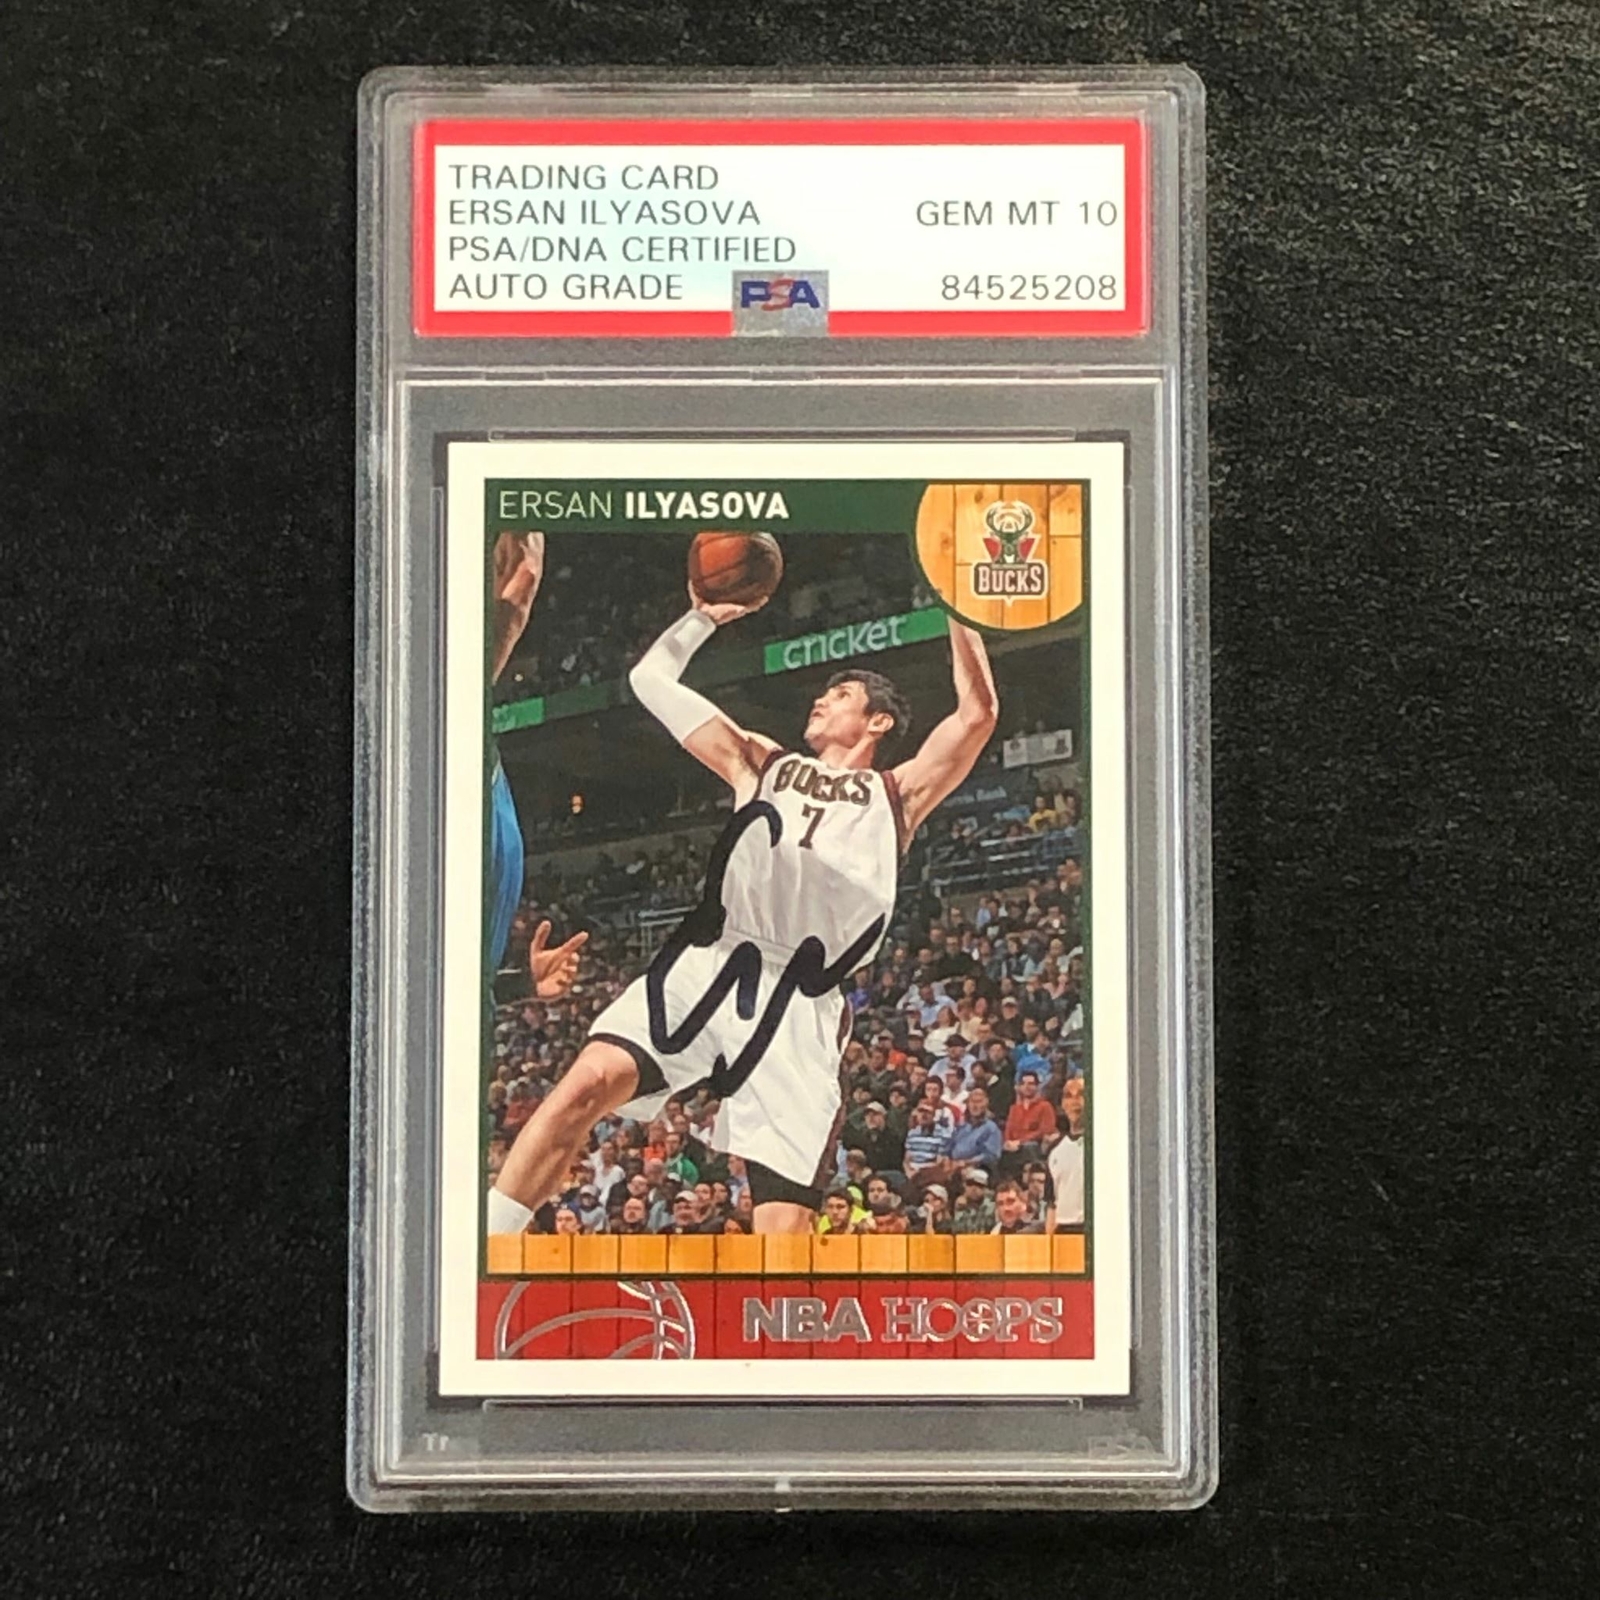 TRADING CARD
ERSAN ILYASOVA GEM MT 10
PSA/DNA CERTIFIED
AUTO GRADE PSA 84525208
ERSAN ILYASOVA
BUCKS
cricket
BUCKS
7
NBA HOOPS